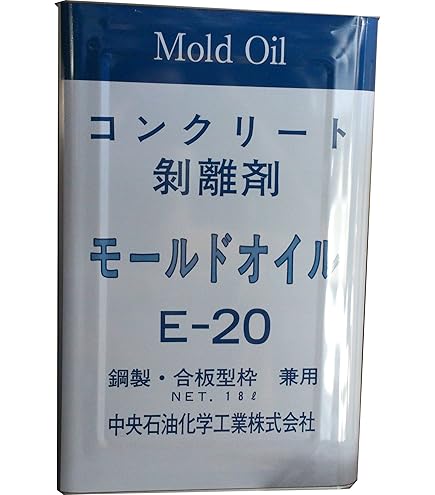 Mold Oil
コンクリート
剝離剤
モールドオイル
E-20
鋼製・合板型枠 兼用
NET. 18ℓ
中央石油化学工業株式会社